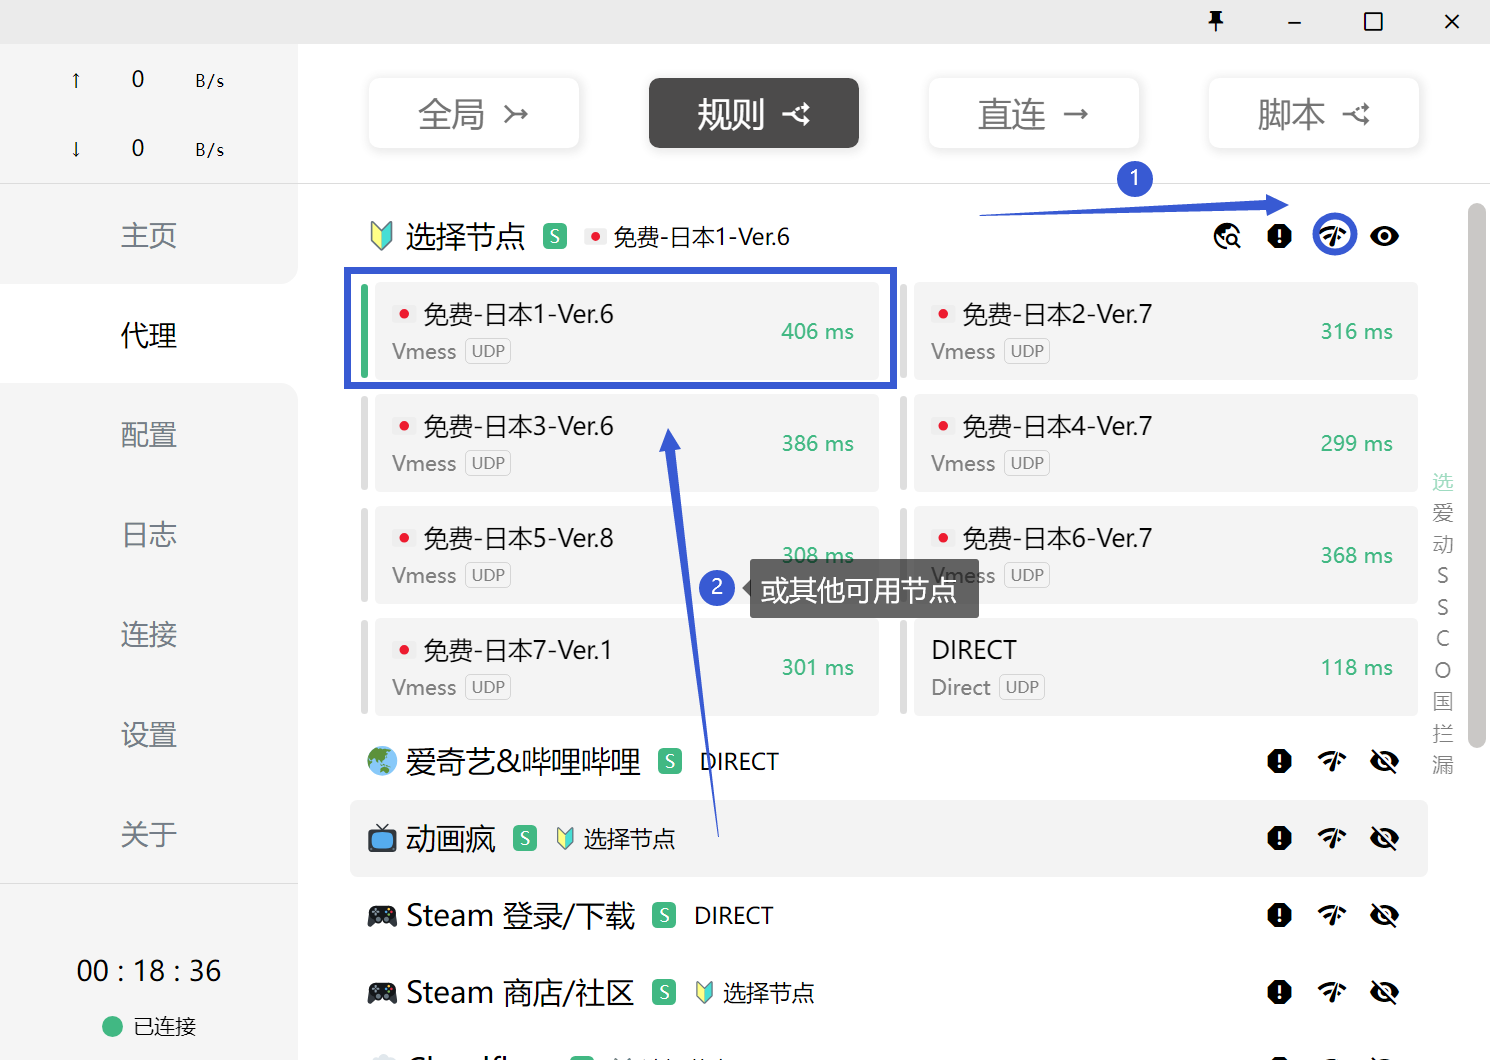 ↑ 0 B/s
↓ 0 B/s
主页
代理
配置
日志
连接
设置
关于
00 : 18 : 36
已连接
全局
规则
直连
脚本
1
选择节点 S 免费-日本1-Ver.6
免费-日本1-Ver.6
Vmess UDP
406 ms
免费-日本2-Ver.7
Vmess UDP
316 ms
免费-日本3-Ver.6
Vmess UDP
386 ms
免费-日本4-Ver.7
Vmess UDP
299 ms
免费-日本5-Ver.8
Vmess UDP
308 ms
免费-日本6-Ver.7
Vmess UDP
368 ms
2
或其他可用节点
免费-日本7-Ver.1
Vmess UDP
301 ms
DIRECT
Direct UDP
118 ms
爱奇艺&哔哩哔哩 S DIRECT
动画疯 S 选择节点
Steam 登录/下载 S DIRECT
Steam 商店/社区 S 选择节点
选
爱
动
S
S
C
O
国
拦
漏